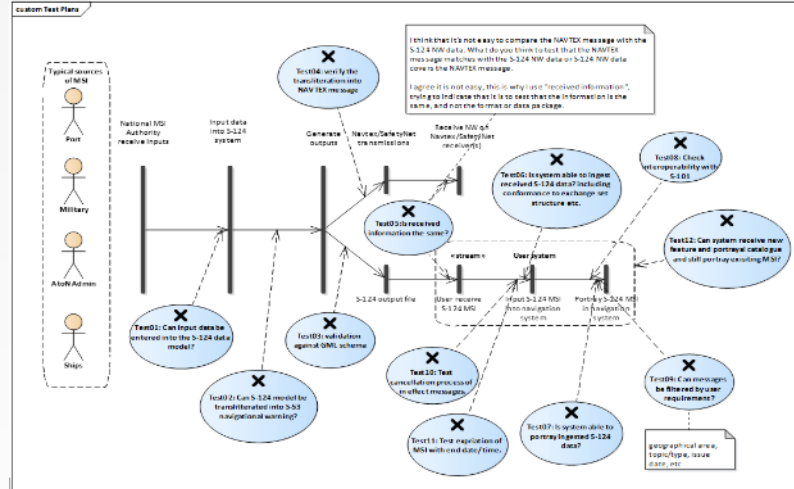 custom Test Plans
I think that it's not easy to compare the NAVTEX message with the
S-124 NW data. What do you think to test that the NAVTEX
message matches with the S-124 NW data or S-124 NW data
covers the NAVTEX message.
I agree it is not easy, this is why I use "received information",
trying to indicate that it is to test that the information is the
same, and not the format or data package.
Typical sources
of MSI
Port
Military
AtoNAdmin
Ships
National MSI
Authority
receive inputs
Input data
into S-124
system
Generate
outputs
Navtex/SafetyNet
transmissions
Receive NW on
Navtex/SafetyNet
receiver(s)
Test04: verify the
transliteration into
NAVTEX message
Test06: Is system able to ingest
received S-124 data? including
conformance to exchange set
structure etc.
Test08: Check
interoperability with
S-101
Test05: Is received
information the same?
Test12: Can system receive new
feature and portrayal catalogue
and still portray exisiting MSI?
«stream»
User system
S-124 output file
User receive
S-124 MSI
Input S-124 MSI
into navigation
system
Portray S-124 MSI
in navigation
system
Test01: Can input data be
entered into the S-124 data
model?
Test03: validation
against GML schema
Test02: Can S-124 model be
transliterated into S-53
navigational warning?
Test10: Test
cancellation process of
in effect messages.
Test11: Test expriation of
MSI with end date/time.
Test07: Is system able to
portray ingested S-124
data?
Test09: Can messages
be filtered by user
requirement?
geographical area,
topic/type, issue
date, etc